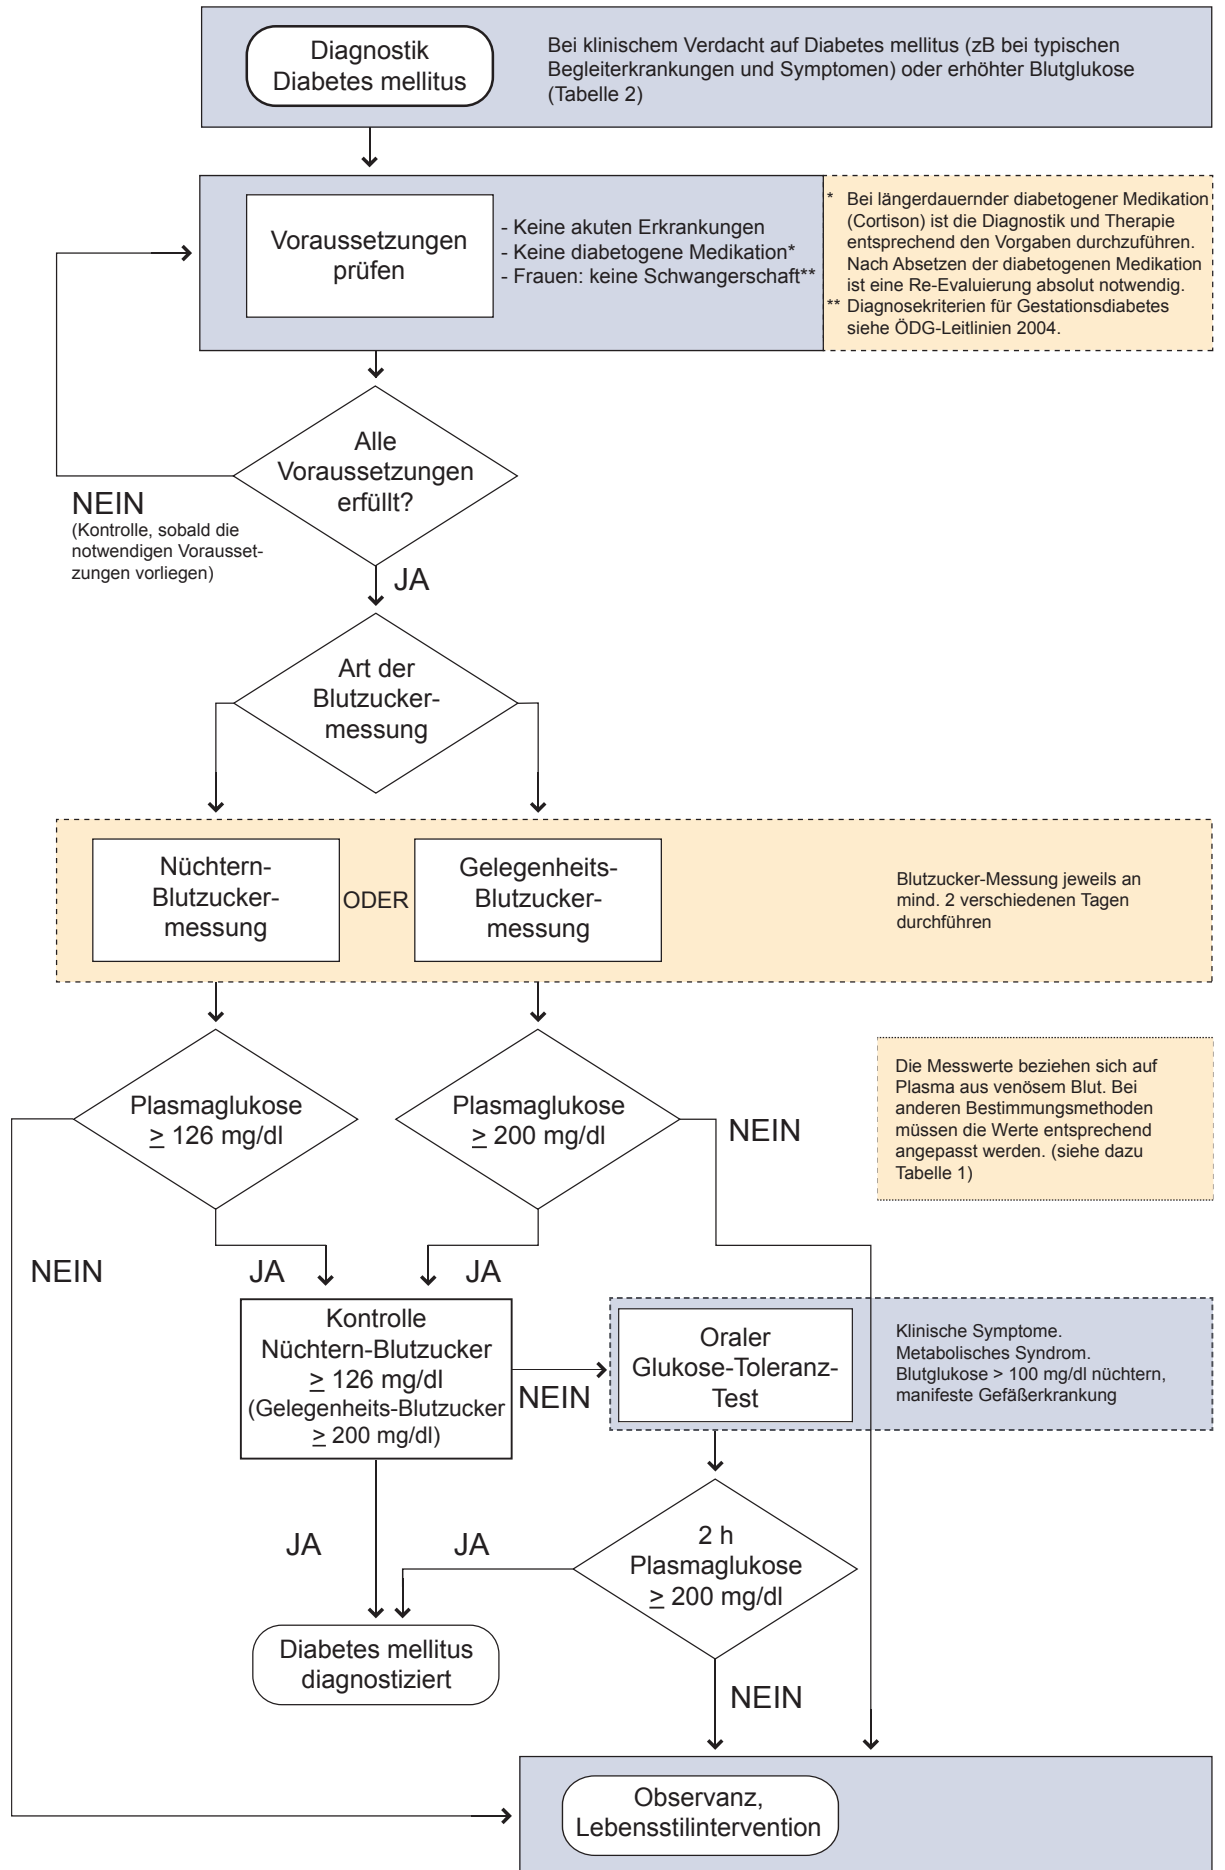 Diagnostik
Diabetes mellitus
Bei klinischem Verdacht auf Diabetes mellitus (zB bei typischen
Begleiterkrankungen und Symptomen) oder erhöhter Blutglukose
(Tabelle 2)
Voraussetzungen
prüfen
- Keine akuten Erkrankungen
- Keine diabetogene Medikation*
- Frauen: keine Schwangerschaft**
* Bei längerdauernder diabetogener Medikation
(Cortison) ist die Diagnostik und Therapie
entsprechend den Vorgaben durchzuführen.
Nach Absetzen der diabetogenen Medikation
ist eine Re-Evaluierung absolut notwendig.
** Diagnosekriterien für Gestationsdiabetes
siehe ÖDG-Leitlinien 2004.
Alle
Voraussetzungen
erfüllt?
NEIN
(Kontrolle, sobald die
notwendigen Vorausset-
zungen vorliegen)
JA
Art der
Blutzucker-
messung
Nüchtern-
Blutzucker-
messung
ODER
Gelegenheits-
Blutzucker-
messung
Blutzucker-Messung jeweils an
mind. 2 verschiedenen Tagen
durchführen
Plasmaglukose
≥ 126 mg/dl
Plasmaglukose
≥ 200 mg/dl
NEIN
Die Messwerte beziehen sich auf
Plasma aus venösem Blut. Bei
anderen Bestimmungsmethoden
müssen die Werte entsprechend
angepasst werden. (siehe dazu
Tabelle 1)
NEIN
JA
JA
Kontrolle
Nüchtern-Blutzucker
≥ 126 mg/dl
(Gelegenheits-Blutzucker
≥ 200 mg/dl)
NEIN
Oraler
Glukose-Toleranz-
Test
Klinische Symptome.
Metabolisches Syndrom.
Blutglukose > 100 mg/dl nüchtern,
manifeste Gefäßerkrankung
JA
JA
2 h
Plasmaglukose
≥ 200 mg/dl
Diabetes mellitus
diagnostiziert
NEIN
Observanz,
Lebensstilintervention